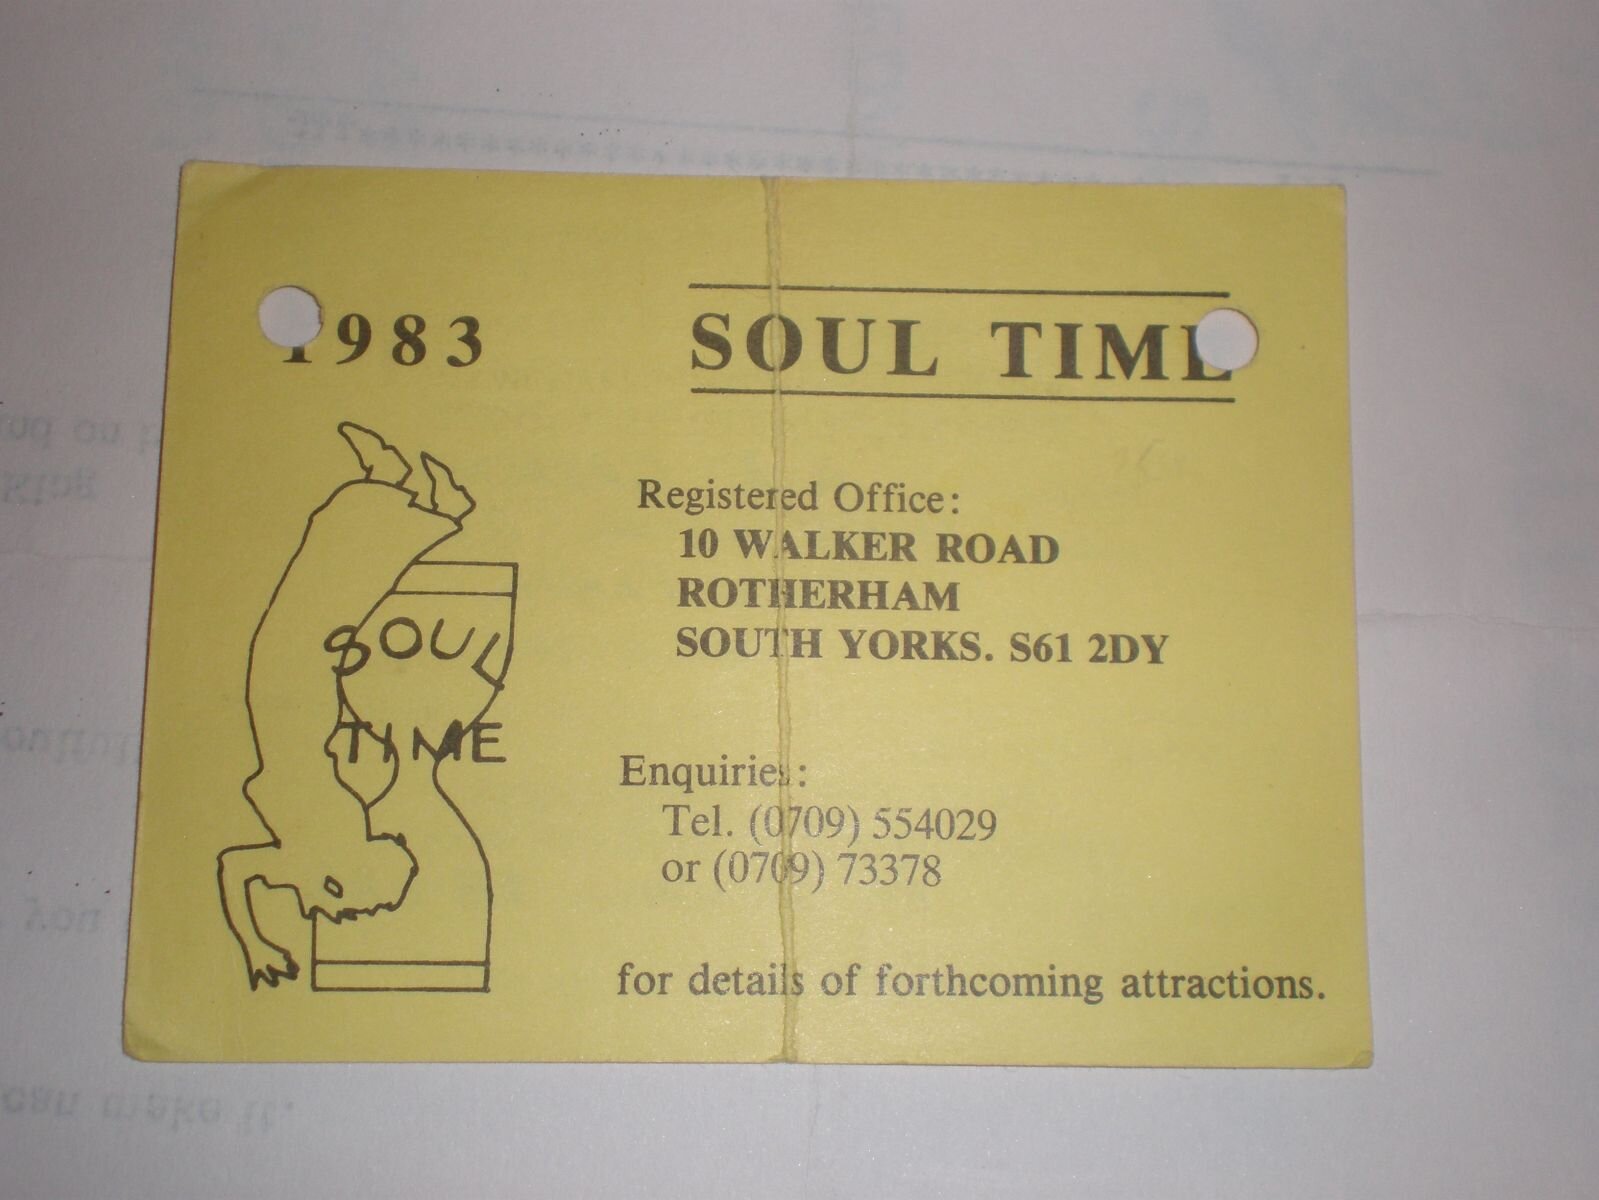 1983
SOUL TIME
SOUL
TIME
Registered Office:
10 WALKER ROAD
ROTHERHAM
SOUTH YORKS. S61 2DY
Enquiries:
Tel. (0709) 554029
or (0709) 73378
for details of forthcoming attractions.